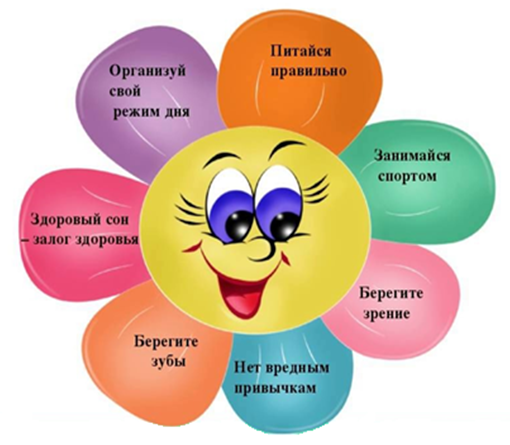 Организуй
свой
режим дня
Питайся
правильно
Занимайся
спортом
Берегите
зрение
Нет вредным
привычкам
Берегите
зубы
Здоровый сон
– залог здоровья